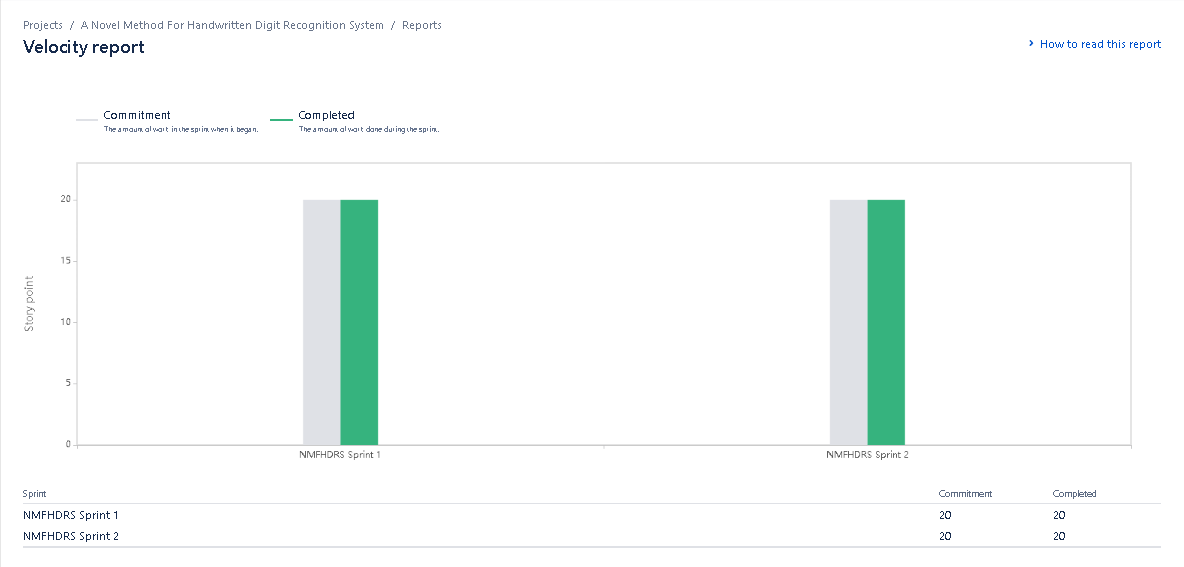 Projects / A Novel Method For Handwritten Digit Recognition System / Reports
Velocity report
How to read this report
Commitment
The amount of work in the sprint when it began.
Completed
The amount of work done during the sprint.
Story point
20
15
10
5
0
NMFHDRS Sprint 1
NMFHDRS Sprint 2
Sprint Commitment Completed
NMFHDRS Sprint 1 20 20
NMFHDRS Sprint 2 20 20